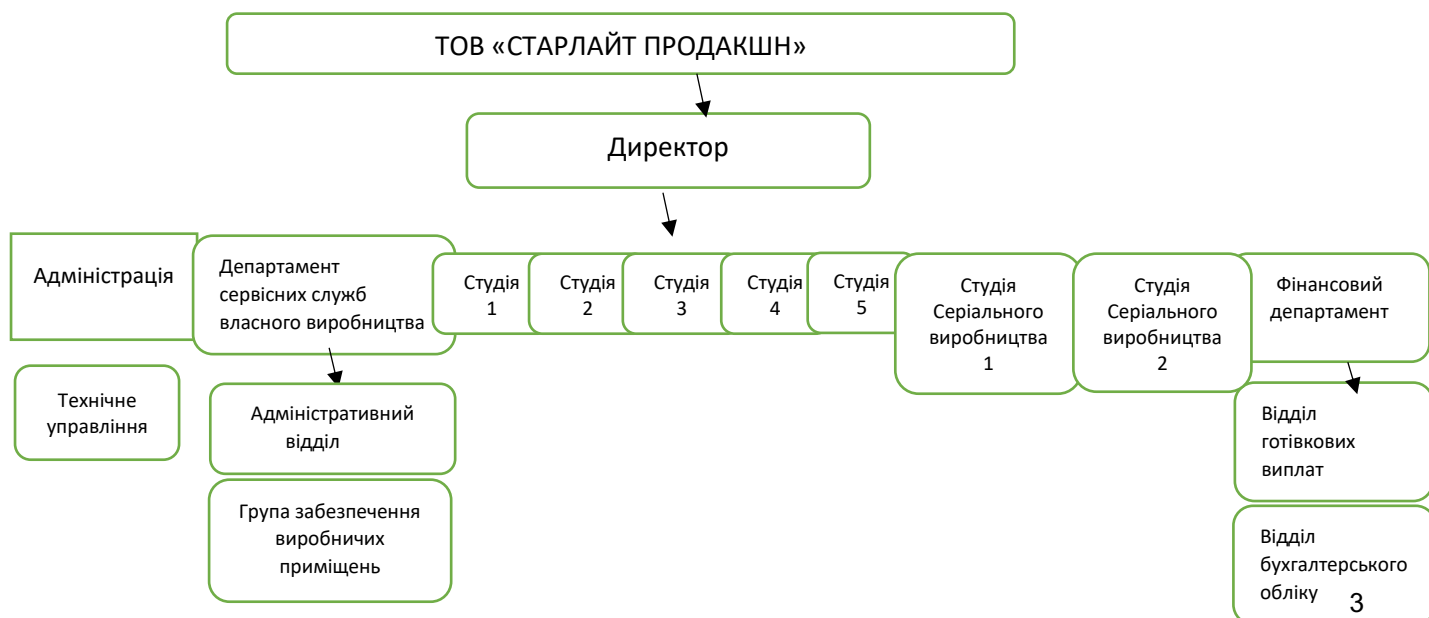 ТОВ «СТАРЛАЙТ ПРОДАКШН»
Директор
Адміністрація
Департамент
сервісних служб
власного виробництва
Студія
1
Студія
2
Студія
3
Студія
4
Студія
5
Студія
Серіального
виробництва
1
Студія
Серіального
виробництва
2
Фінансовий
департамент
Технічне
управління
Адміністративний
відділ
Група забезпечення
виробничих
приміщень
Відділ
готівкових
виплат
Відділ
бухгалтерського
обліку
3